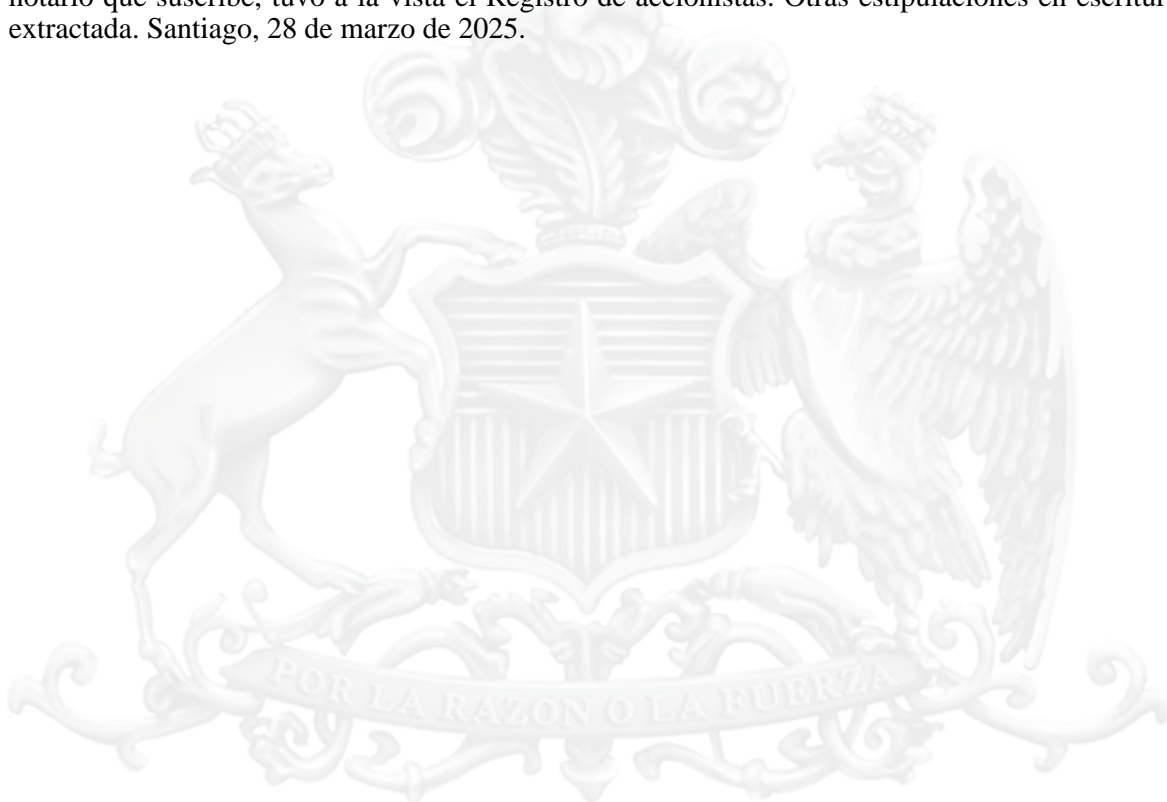 notario que suscribe, tuvo a la vista el Registro de accionistas. Otras estipulaciones en escritur
extractada. Santiago, 28 de marzo de 2025.
POR LA RAZON O LA FUERZA